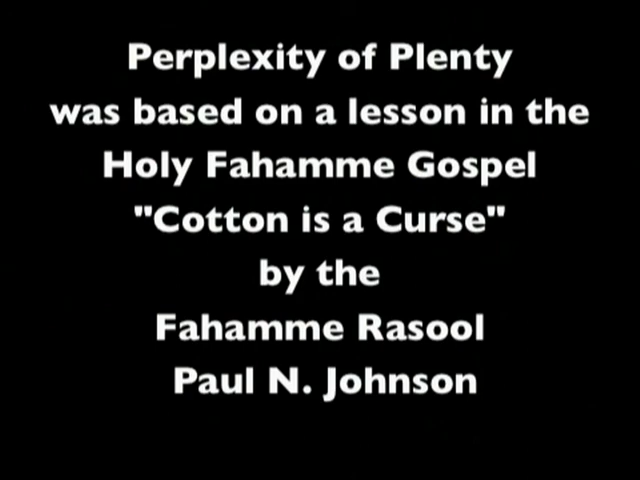 Perplexity of Plenty
was based on a lesson in the
Holy Fahamme Gospel
"Cotton is a Curse"
by the
Fahamme Rasool
Paul N. Johnson